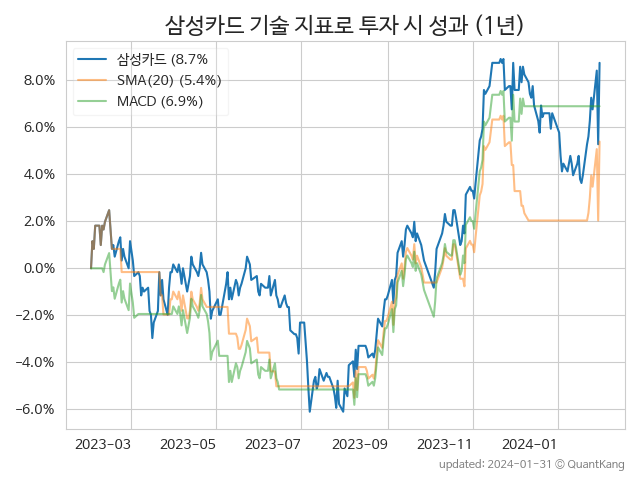 삼성카드 기술 지표로 투자 시 성과 (1년)
삼성카드 (8.7%
SMA(20) (5.4%)
MACD (6.9%)
8.0%
6.0%
4.0%
2.0%
0.0%
−2.0%
−4.0%
−6.0%
2023-03 2023-05 2023-07 2023-09 2023-11 2024-01
updated: 2024-01-31 © QuantKang